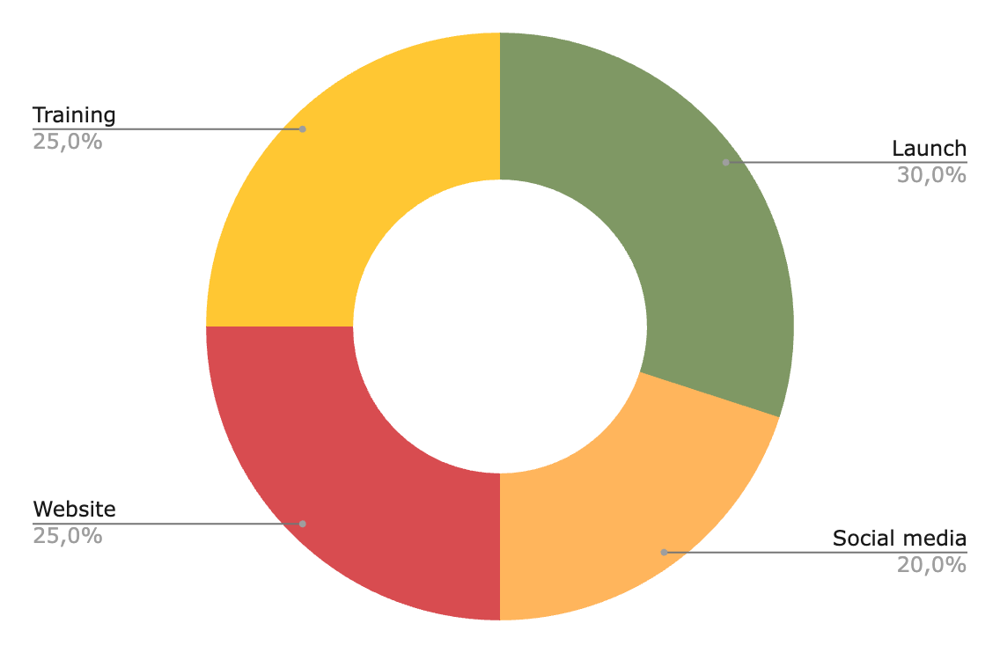 Training
25,0%
Launch
30,0%
Website
25,0%
Social media
20,0%